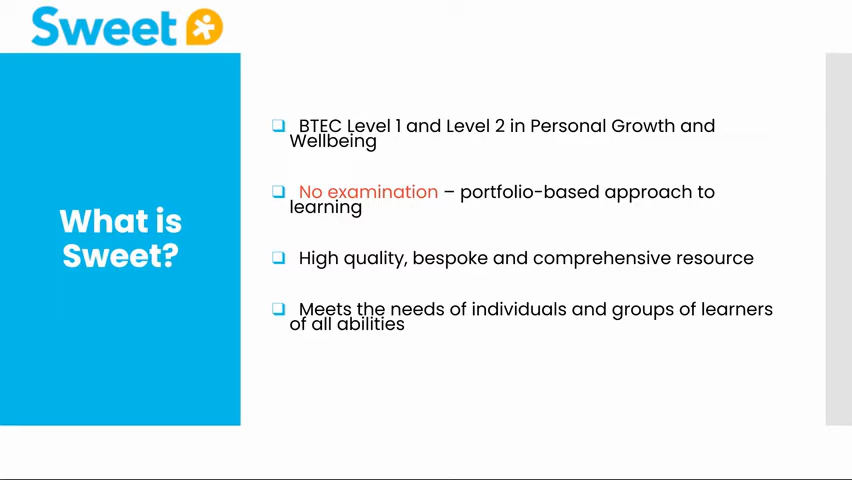 Sweet
What is
Sweet?
BTEC Level 1 and Level 2 in Personal Growth and
Wellbeing
No examination – portfolio-based approach to
learning
High quality, bespoke and comprehensive resource
Meets the needs of individuals and groups of learners
of all abilities